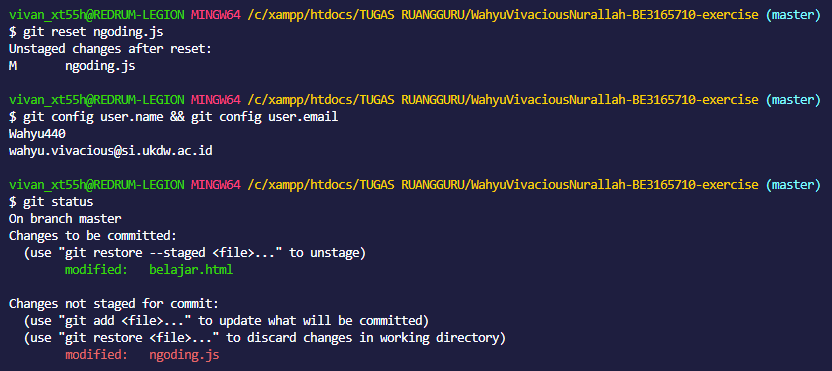 vivan_xt55h@REDRUM-LEGION MINGW64 /c/xampp/htdocs/TUGAS RUANGGURU/WahyuVivaciousNurallah-BE3165710-exercise (master)
$ git reset ngoding.js
Unstaged changes after reset:
M       ngoding.js
vivan_xt55h@REDRUM-LEGION MINGW64 /c/xampp/htdocs/TUGAS RUANGGURU/WahyuVivaciousNurallah-BE3165710-exercise (master)
$ git config user.name && git config user.email
Wahyu440
wahyu.vivacious@si.ukdw.ac.id
vivan_xt55h@REDRUM-LEGION MINGW64 /c/xampp/htdocs/TUGAS RUANGGURU/WahyuVivaciousNurallah-BE3165710-exercise (master)
$ git status
On branch master
Changes to be committed:
  (use "git restore --staged <file>..." to unstage)
        modified:   belajar.html
Changes not staged for commit:
  (use "git add <file>..." to update what will be committed)
  (use "git restore <file>..." to discard changes in working directory)
        modified:   ngoding.js